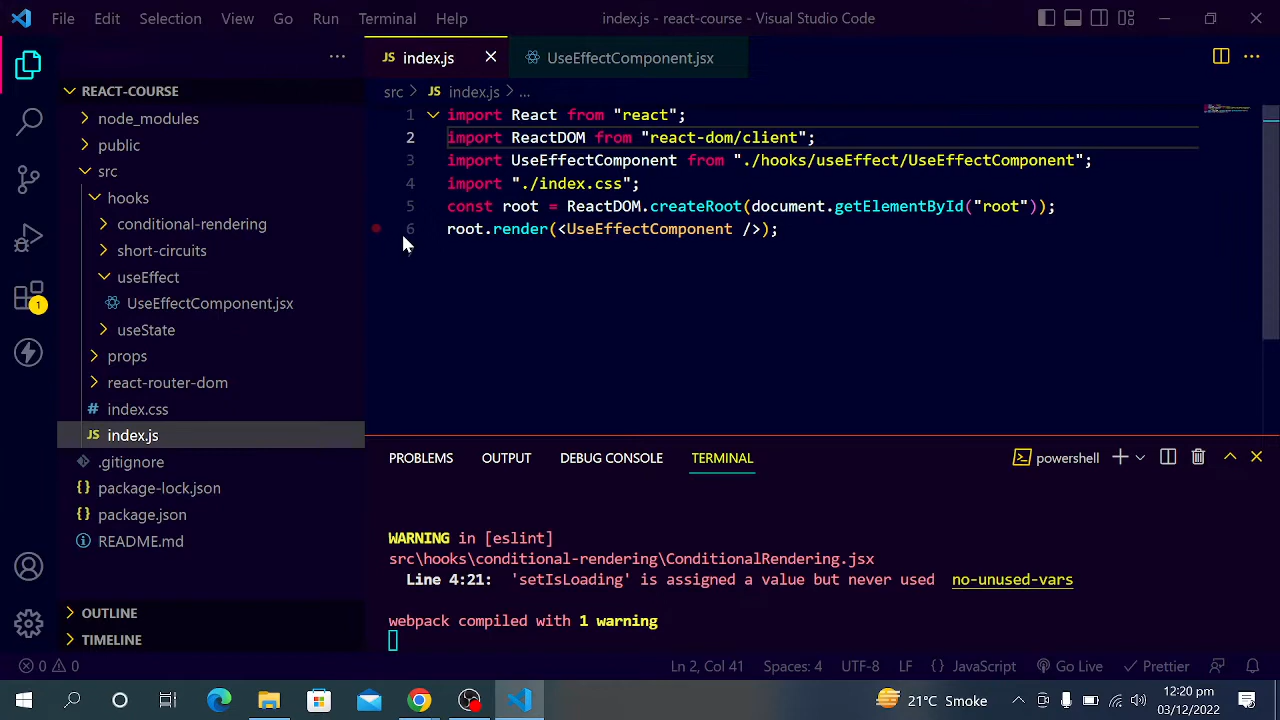 File Edit Selection View Go Run Terminal Help index.js - react-course - Visual Studio Code
JS index.js UseEffectComponent.jsx
REACT-COURSE
node_modules
public
src
hooks
conditional-rendering
short-circuits
useEffect
UseEffectComponent.jsx
useState
props
react-router-dom
# index.css
JS index.js
.gitignore
{} package-lock.json
{} package.json
README.md
OUTLINE
TIMELINE
1
src > JS index.js > ...
1 import React from "react";
2 import ReactDOM from "react-dom/client";
3 import UseEffectComponent from "./hooks/useEffect/UseEffectComponent";
4 import "./index.css";
5 const root = ReactDOM.createRoot(document.getElementById("root"));
6 root.render(<UseEffectComponent />);
PROBLEMS OUTPUT DEBUG CONSOLE TERMINAL powershell
WARNING in [eslint]
src\hooks\conditional-rendering\ConditionalRendering.jsx
Line 4:21: 'setIsLoading' is assigned a value but never used no-unused-vars
webpack compiled with 1 warning
0 0 Ln 2, Col 41 Spaces: 4 UTF-8 LF {} JavaScript Go Live Prettier
21°C Smoke 12:20 pm
03/12/2022